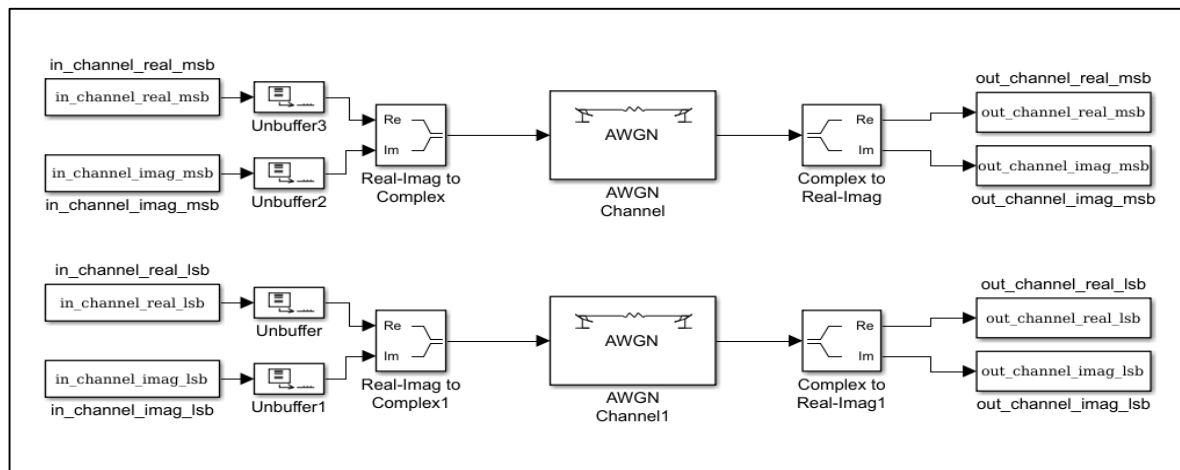 in_channel_real_msb
in_channel_real_msb
Unbuffer3
in_channel_imag_msb
Unbuffer2
in_channel_imag_msb
Re
Im
Real-Imag to
Complex
AWGN
AWGN
Channel
Re
Im
Complex to
Real-Imag
out_channel_real_msb
out_channel_real_msb
out_channel_imag_msb
out_channel_imag_msb
in_channel_real_lsb
in_channel_real_lsb
Unbuffer
in_channel_imag_lsb
Unbuffer1
in_channel_imag_lsb
Re
Im
Real-Imag to
Complex1
AWGN
AWGN
Channel1
Re
Im
Complex to
Real-Imag1
out_channel_real_lsb
out_channel_real_lsb
out_channel_imag_lsb
out_channel_imag_lsb